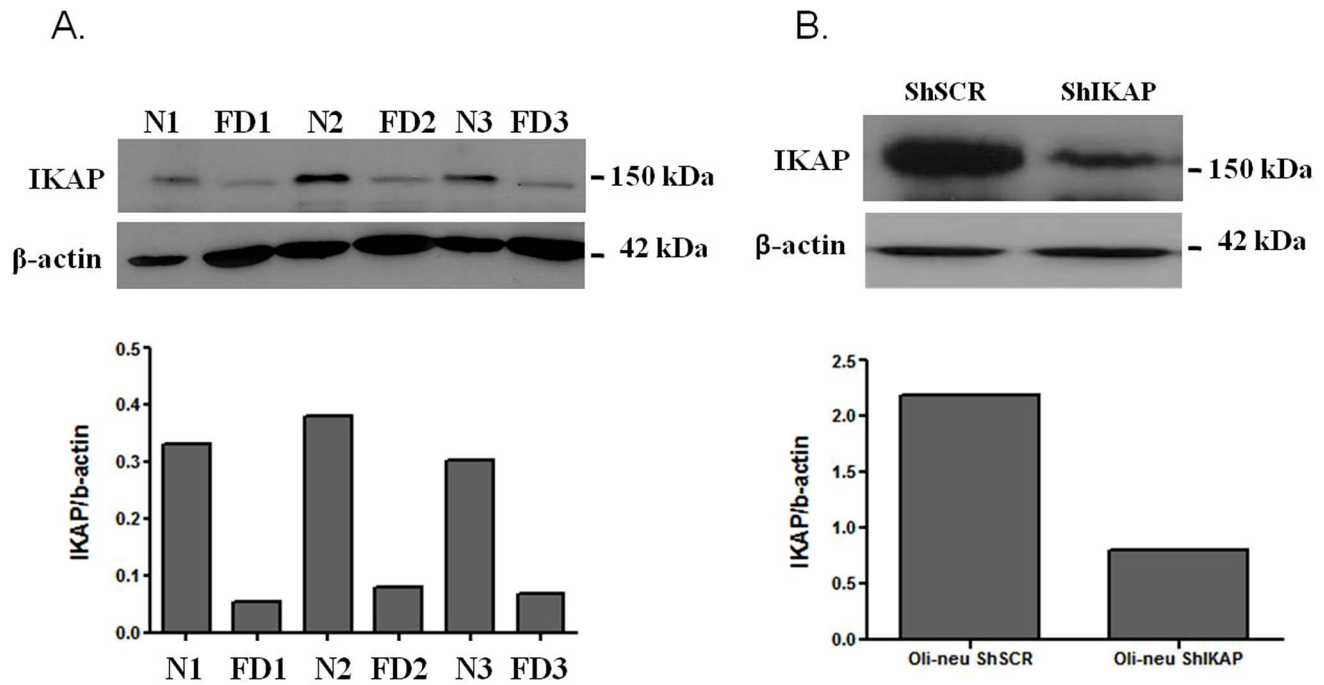 A.
N1 FD1 N2 FD2 N3 FD3
IKAP
150 kDa
β-actin
42 kDa
IKAP/b-actin
0.5
0.4
0.3
0.2
0.1
0.0
N1 FD1 N2 FD2 N3 FD3
B.
ShSCR ShIKAP
IKAP
150 kDa
β-actin
42 kDa
IKAP/b-actin
2.5
2.0
1.5
1.0
0.5
0.0
Oli-neu ShSCR Oli-neu ShIKAP